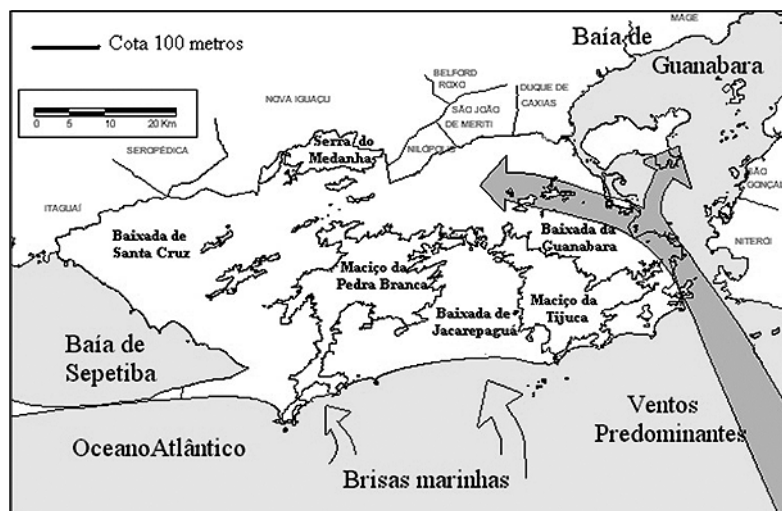 Cota 100 metros
0 5 10 20 Km
MAGÉ
Baía de
Guanabara
BELFORD
ROXO
DUQUE DE
CAXIAS
NOVA IGUAÇU
SÃO JOÃO
DE MERITI
SEROPÉDICA
Serra do
Medanha
NILÓPOLIS
SÃO
GONÇAL
ITAGUAÍ
Baixada de
Santa Cruz
Baixada da
Guanabara
NITERÓI
Maciço da
Pedra Branca
Baixada de
Jacarepaguá
Maciço da
Tijuca
Baía de
Sepetiba
Ventos
Predominantes
OceanoAtlântico
Brisas marinhas